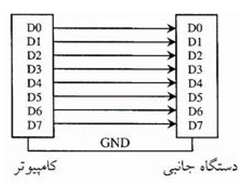 D0 D0
D1 D1
D2 D2
D3 D3
D4 D4
D5 D5
D6 D6
D7 D7
GND
کامپیوتر
دستگاه جانبی